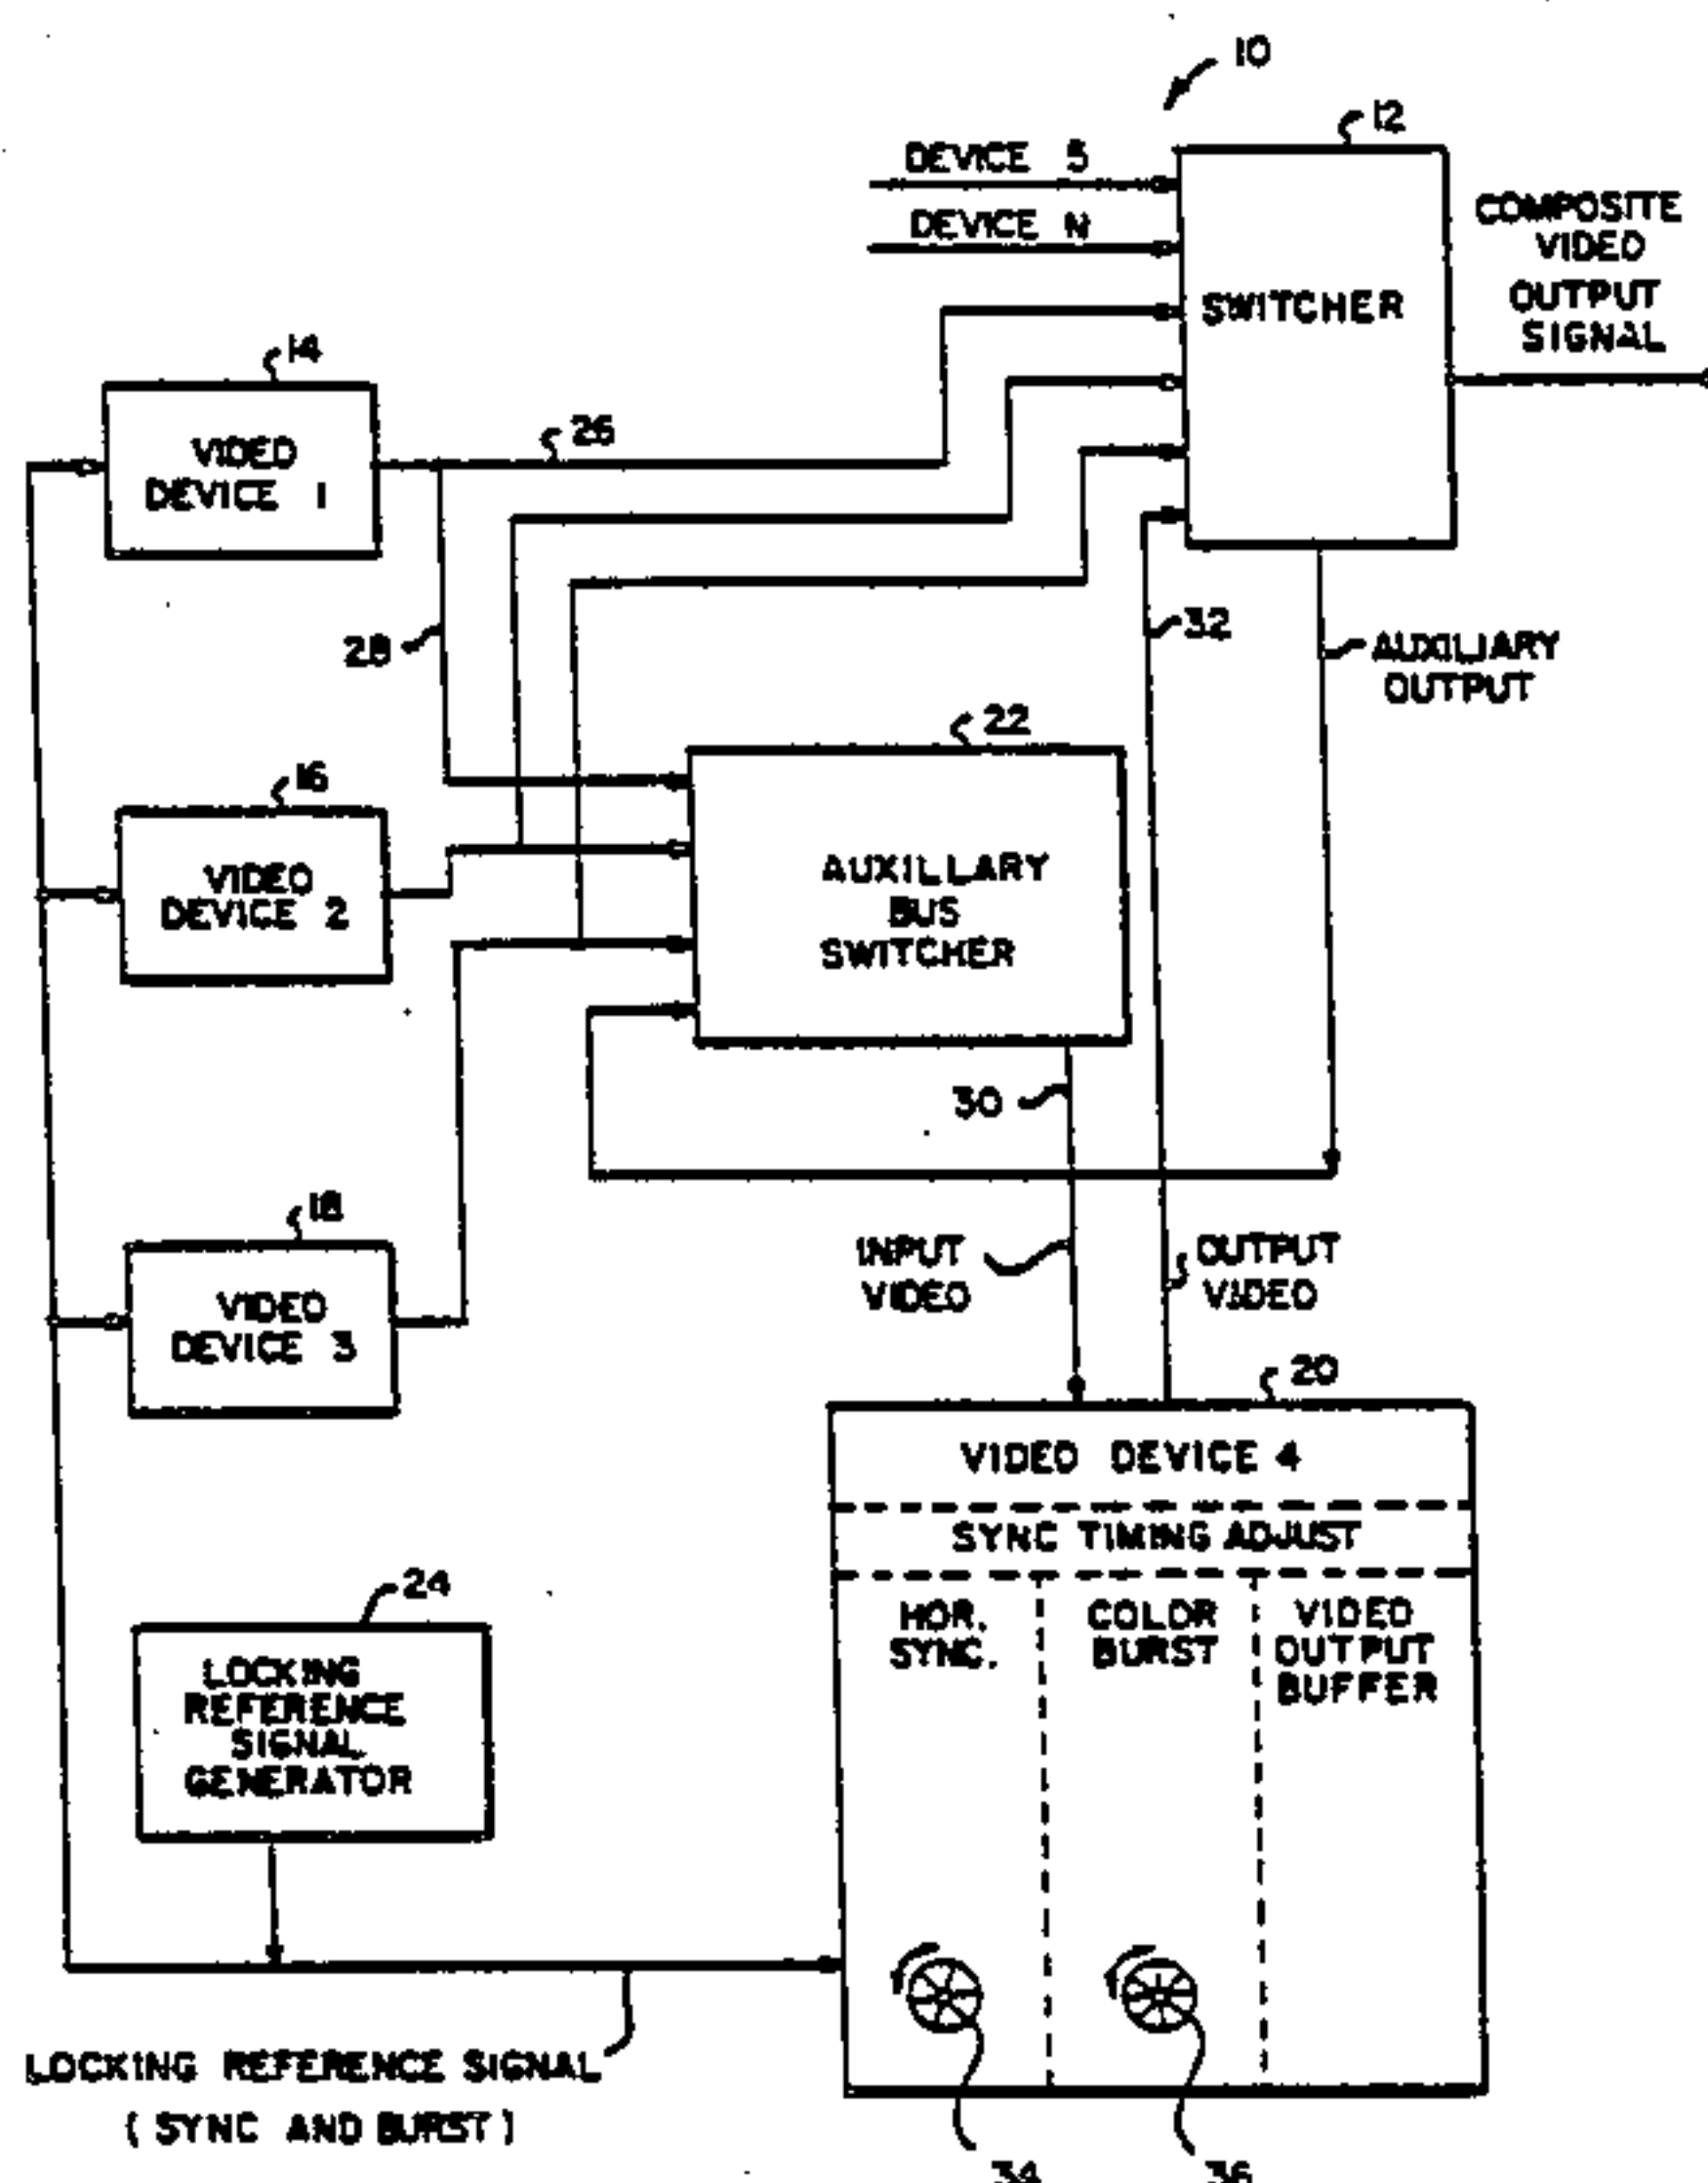 10
12
DEVICE 5
DEVICE N
SWITCHER
COMPOSITE
VIDEO
OUTPUT
SIGNAL
14
VIDEO
DEVICE 1
26
28
32
AUXILIARY
OUTPUT
22
16
VIDEO
DEVICE 2
AUXILLARY
BUS
SWITCHER
30
18
VIDEO
DEVICE 3
INPUT
VIDEO
OUTPUT
VIDEO
20
VIDEO DEVICE 4
SYNC TIMING ADJUST
HOR.
SYNC.
COLOR
BURST
VIDEO
OUTPUT
BUFFER
24
LOCKING
REFERENCE
SIGNAL
GENERATOR
LOCKING REFERENCE SIGNAL
( SYNC AND BURST )
34
36